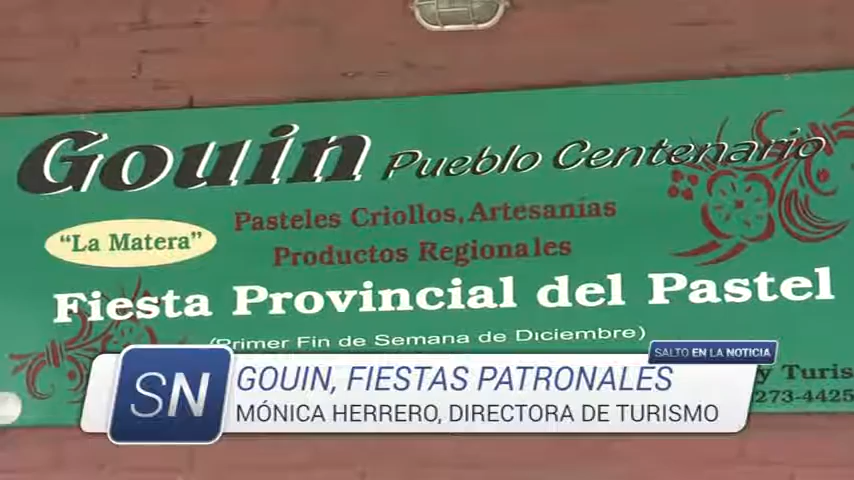 Gouin Pueblo Centenario
"La Matera"
Pasteles Criollos, Artesanías
Productos Regionales
Fiesta Provincial del Pastel
(Primer Fin de Semana de Diciembre)
y Turis
273-4425
SALTO EN LA NOTICIA
SN
GOUIN, FIESTAS PATRONALES
MÓNICA HERRERO, DIRECTORA DE TURISMO